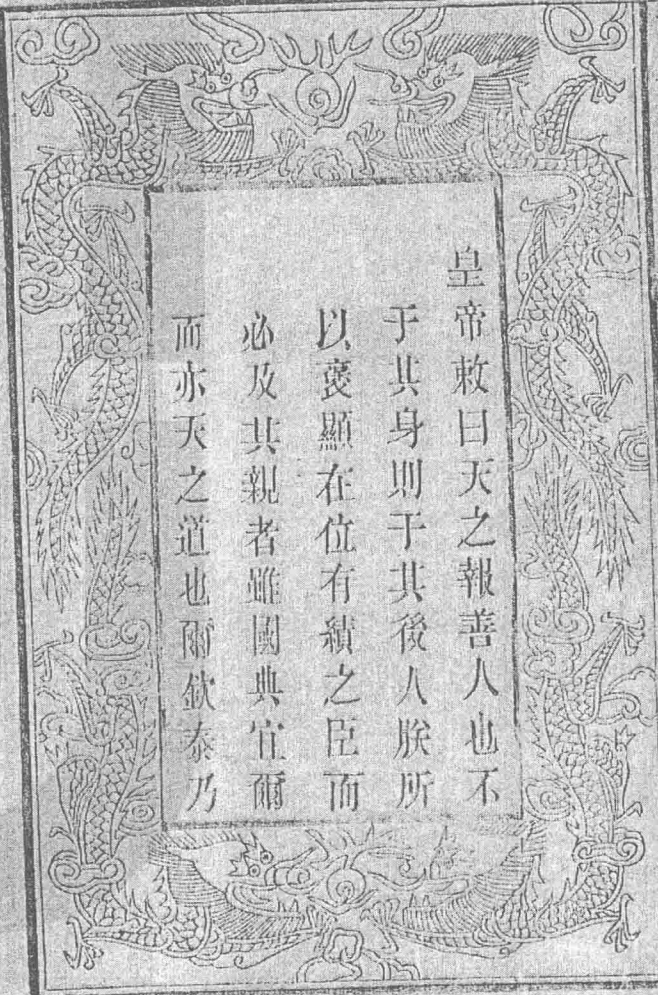 皇帝敕曰天之報善人也不
于其身則于其後人朕所
以褒顯在位有績之臣而
必及其親者雖國典宜爾
而亦天之道也爾欽泰乃